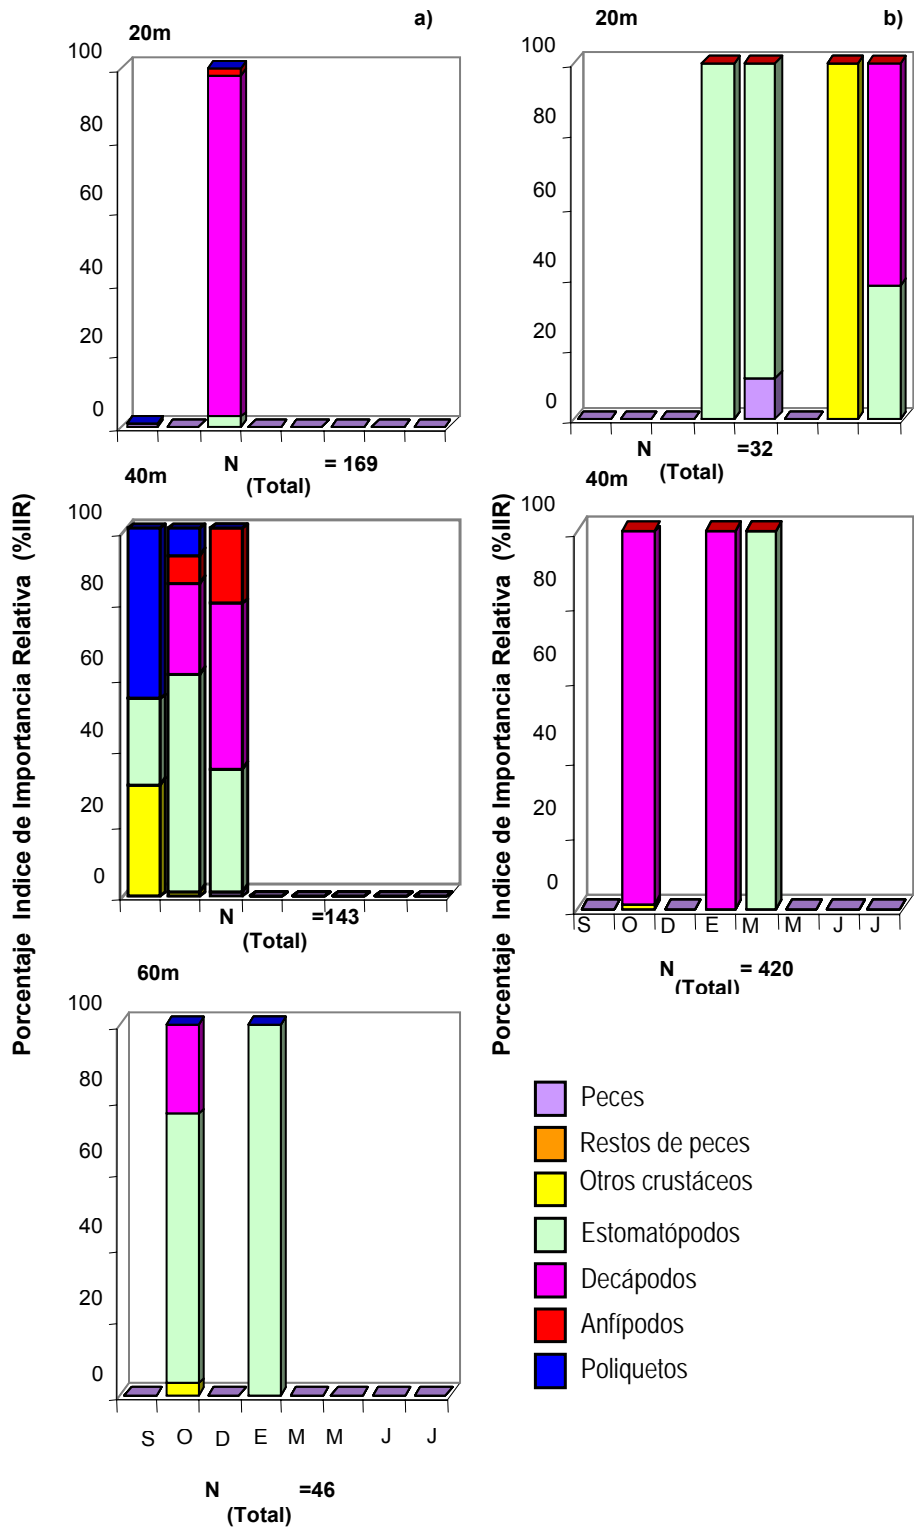 a)
20m
100
80
60
40
20
0
N = 169
(Total)
40m
100
80
60
40
20
0
N =143
(Total)
60m
100
80
60
40
20
0
S O D E M M J J
N =46
(Total)
Porcentaje Indice de Importancia Relativa (%IIR)
b)
20m
100
80
60
40
20
0
N =32
(Total)
40m
100
80
60
40
20
0
S O D E M M J J
N = 420
(Total)
Porcentaje Indice de Importancia Relativa (%IIR)
Peces
Restos de peces
Otros crustáceos
Estomatópodos
Decápodos
Anfípodos
Poliquetos